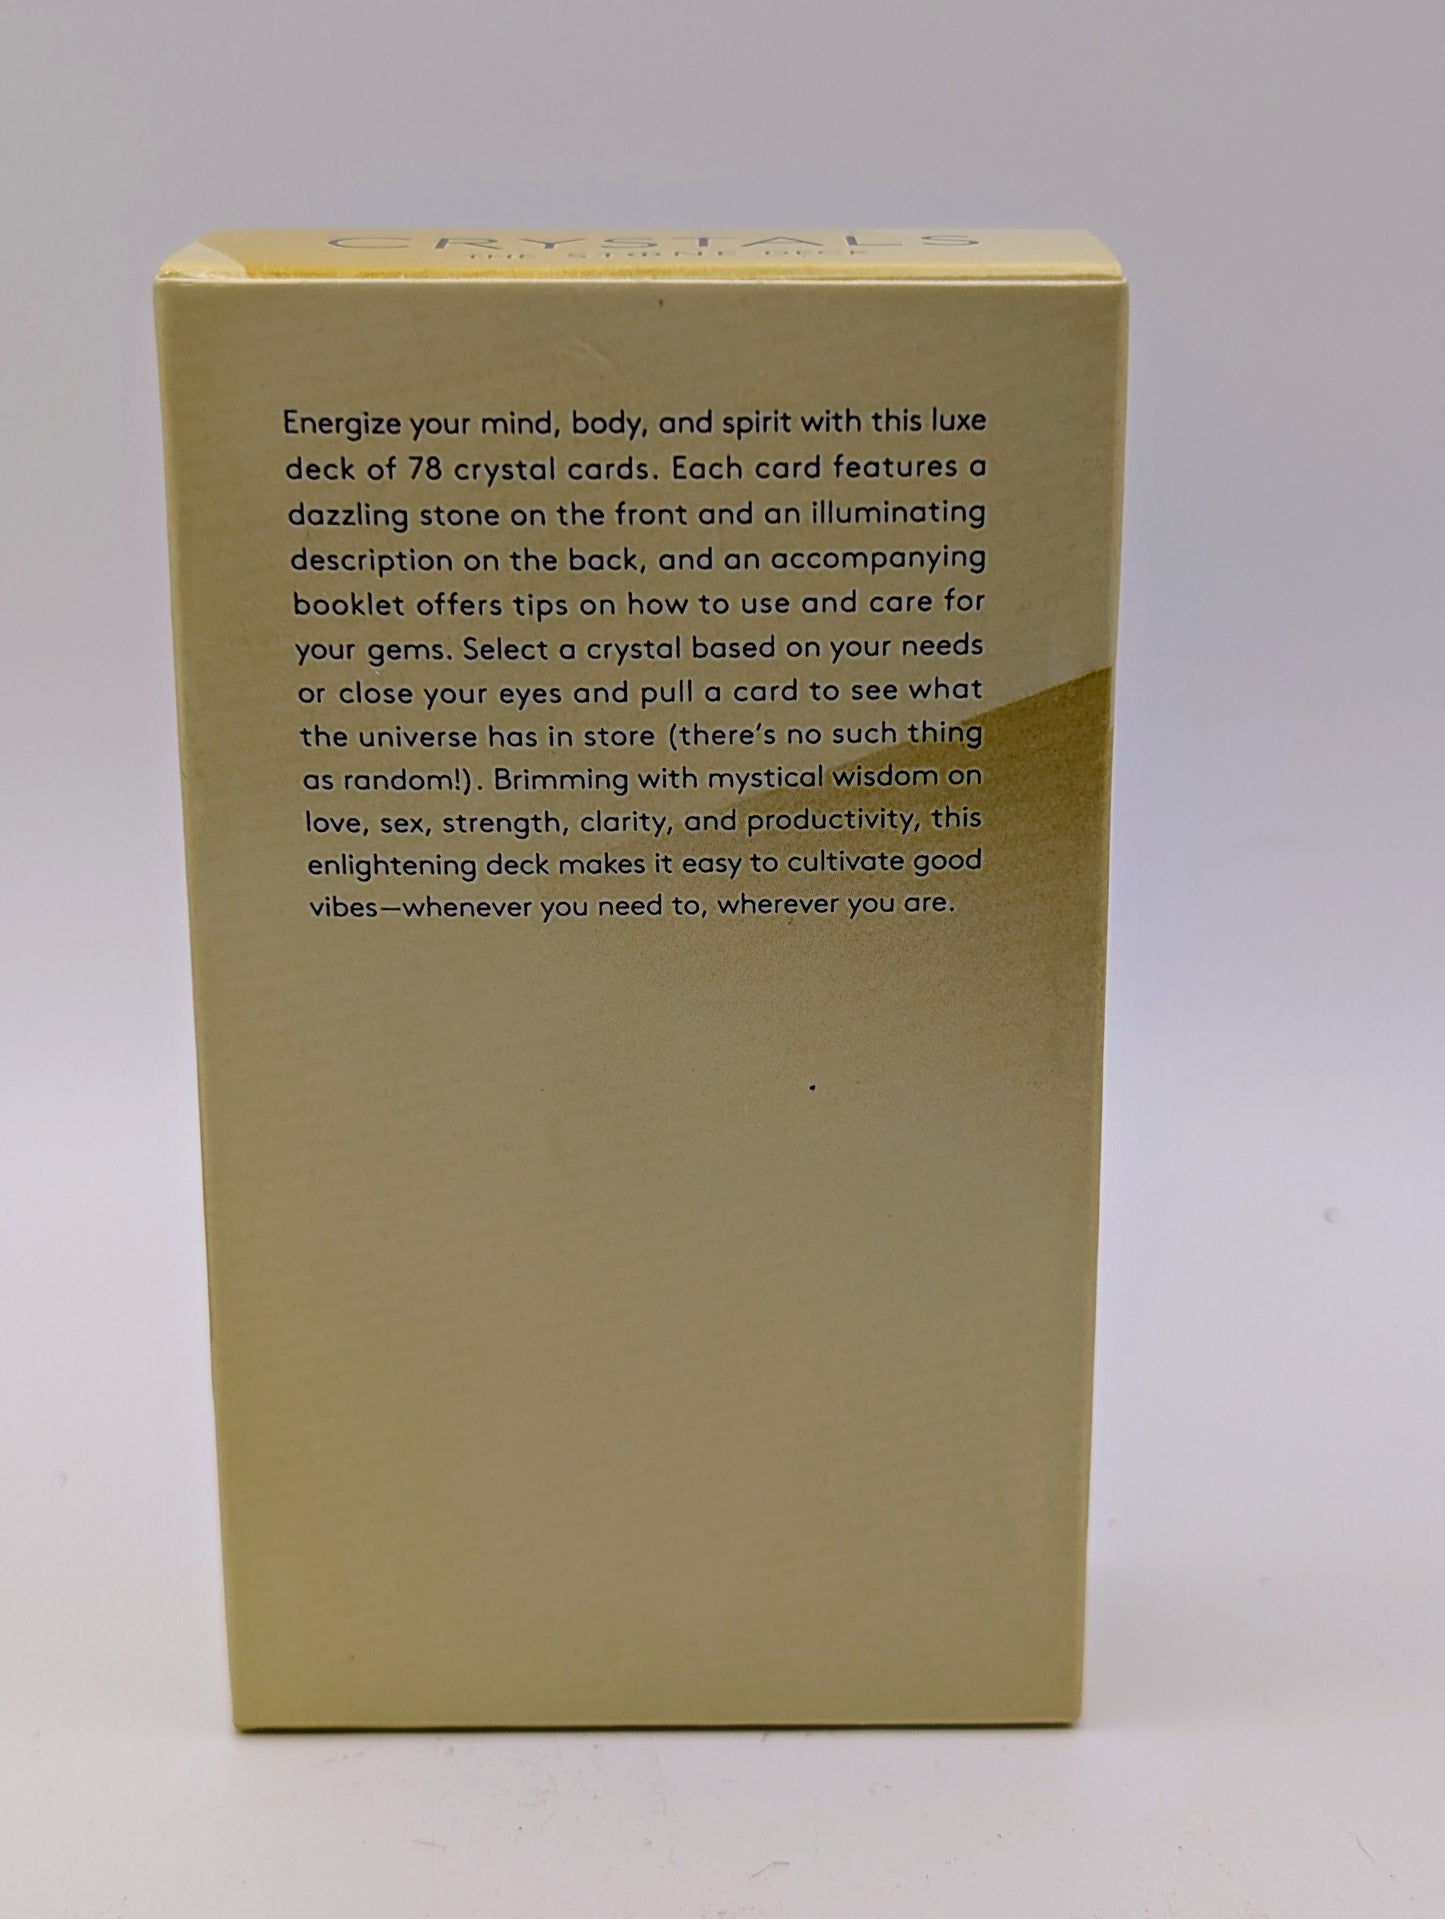 CRYSTALS
THE STONE DECK
Energize your mind, body, and spirit with this luxe
deck of 78 crystal cards. Each card features a
dazzling stone on the front and an illuminating
description on the back, and an accompanying
booklet offers tips on how to use and care for
your gems. Select a crystal based on your needs
or close your eyes and pull a card to see what
the universe has in store (there's no such thing
as random!). Brimming with mystical wisdom on
love, sex, strength, clarity, and productivity, this
enlightening deck makes it easy to cultivate good
vibes—whenever you need to, wherever you are.